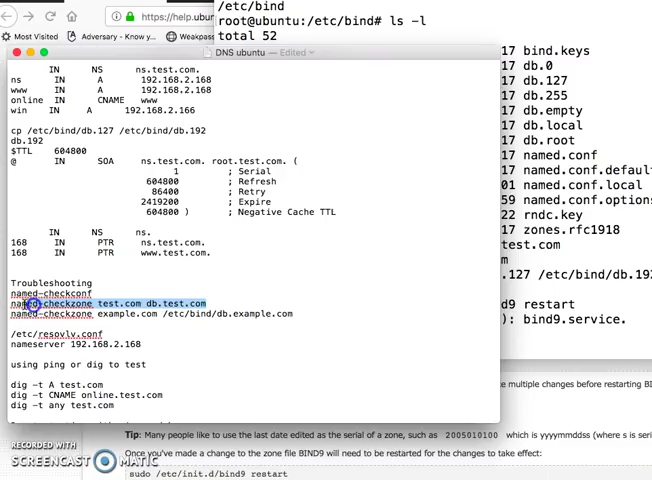 /etc/bind
root@ubuntu:/etc/bind# ls -l
total 52
https://help.ubu
Most Visited
Adversary - Know y...
Weakpass
DNS ubuntu — Edited
IN NS ns.test.com.
ns IN A 192.168.2.168
www IN A 192.168.2.168
online IN CNAME www
win IN A 192.168.2.166
cp /etc/bind/db.127 /etc/bind/db.192
db.192
$TTL 604800
@ IN SOA ns.test.com. root.test.com. (
1 ; Serial
604800 ; Refresh
86400 ; Retry
2419200 ; Expire
604800 ) ; Negative Cache TTL
IN NS ns.
168 IN PTR ns.test.com.
168 IN PTR www.test.com.
Troubleshooting
named-checkconf
named-checkzone test.com db.test.com
named-checkzone example.com /etc/bind/db.example.com
/etc/resovlv.conf
nameserver 192.168.2.168
using ping or dig to test
dig -t A test.com
dig -t CNAME online.test.com
dig -t any test.com
17 bind.keys
17 db.0
17 db.127
17 db.255
17 db.empty
17 db.local
17 db.root
17 named.conf
17 named.conf.default
01 named.conf.local
59 named.conf.options
22 rndc.key
17 zones.rfc1918
test.com
om
.127 /etc/bind/db
ind9 restart
): bind9.service.
ke multiple changes before restarting BIN
Tip: Many people like to use the last date edited as the serial of a zone, such as 2005010100 which is yyyymmddss (where s is seri
Once you've made a change to the zone file BIND9 will need to be restarted for the changes to take effect:
sudo /etc/init.d/bind9 restart
RECORDED WITH
SCREENCAST MATIC